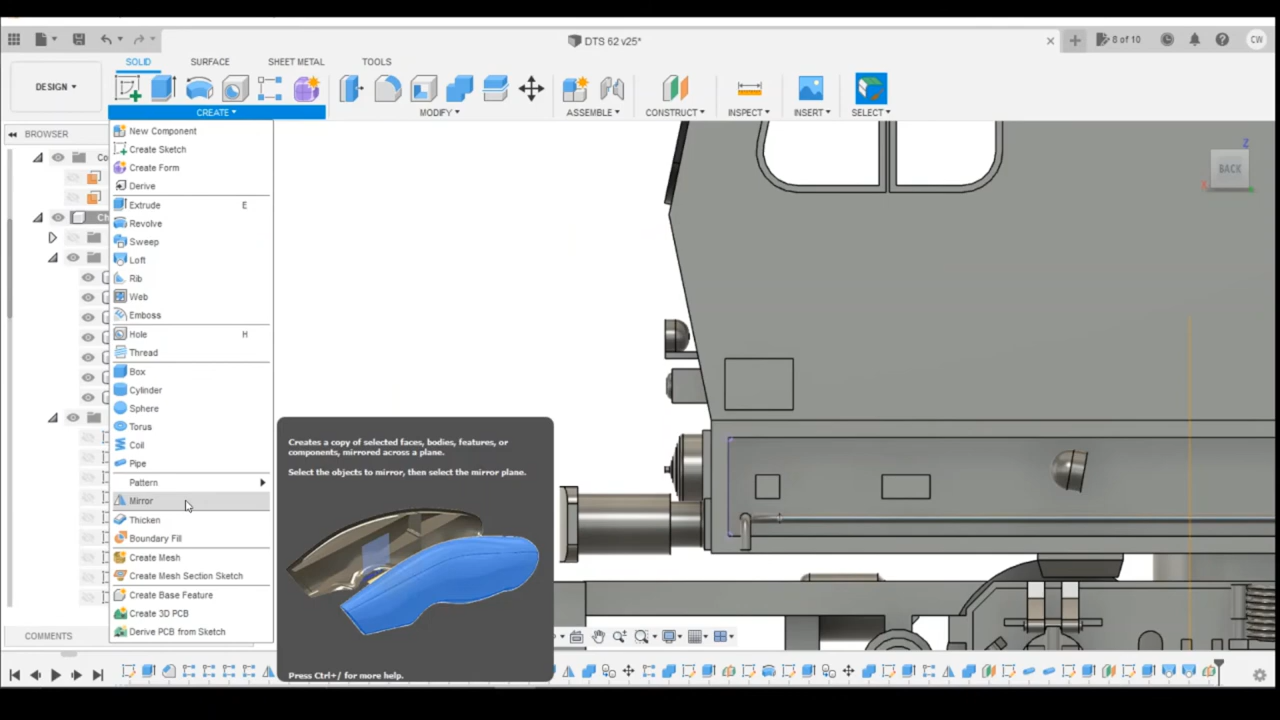 DTS 62 v25*
6 of 10
CW
DESIGN
SOLID
SURFACE
SHEET METAL
TOOLS
CREATE
MODIFY
ASSEMBLE
CONSTRUCT
INSPECT
INSERT
SELECT
BROWSER
Co
Ch
New Component
Create Sketch
Create Form
Derive
Extrude E
Revolve
Sweep
Loft
Rib
Web
Emboss
Hole H
Thread
Box
Cylinder
Sphere
Torus
Coil
Pipe
Pattern
Mirror
Thicken
Boundary Fill
Create Mesh
Create Mesh Section Sketch
Create Base Feature
Create 3D PCB
Derive PCB from Sketch
Creates a copy of selected faces, bodies, features, or
components, mirrored across a plane.
Select the objects to mirror, then select the mirror plane.
Press Ctrl+/ for more help.
Z
BACK
X
COMMENTS